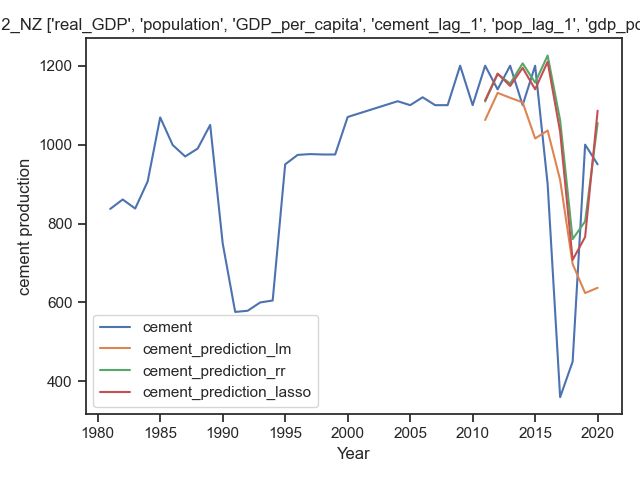 2_NZ ['real_GDP', 'population', 'GDP_per_capita', 'cement_lag_1', 'pop_lag_1', 'gdp_pc
1200
1000
800
600
400
cement production
cement
cement_prediction_lm
cement_prediction_rr
cement_prediction_lasso
1980 1985 1990 1995 2000 2005 2010 2015 2020
Year